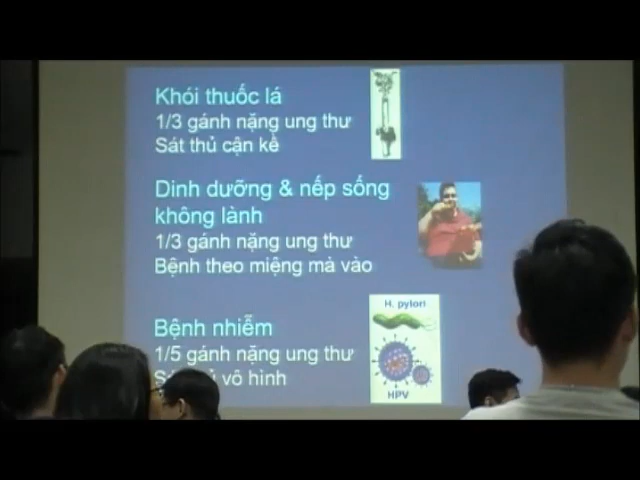 Khói thuốc lá
1/3 gánh nặng ung thư
Sát thủ cận kề
Dinh dưỡng & nếp sống
không lành
1/3 gánh nặng ung thư
Bệnh theo miệng mà vào
H. pylori
Bệnh nhiễm
1/5 gánh nặng ung thư
vô hình
HPV